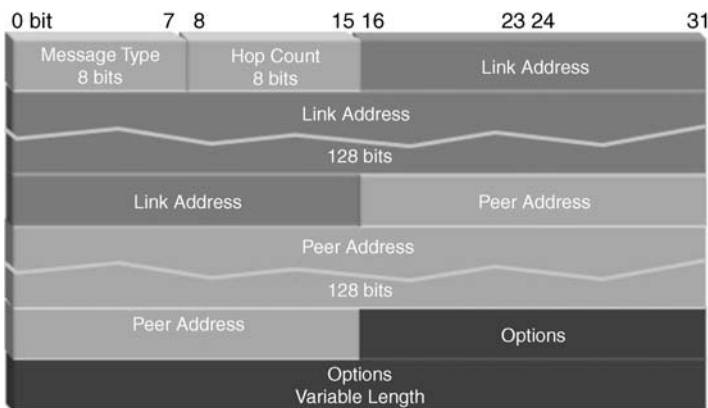 0 bit 7 8 15 16 23 24 31
Message Type
8 bits
Hop Count
8 bits
Link Address
Link Address
128 bits
Link Address
Peer Address
Peer Address
128 bits
Peer Address
Options
Options
Variable Length